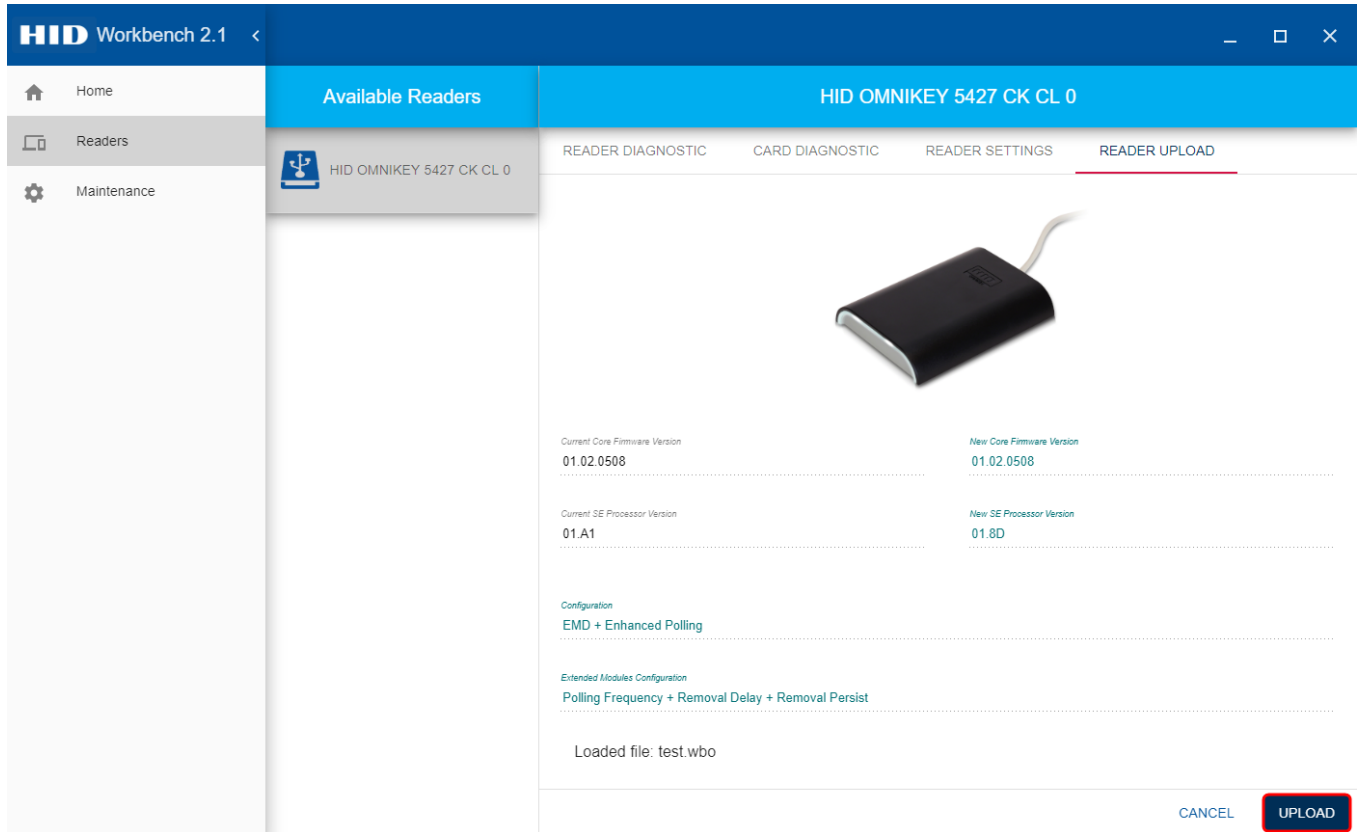 HID Workbench 2.1
Home
Readers
Maintenance
Available Readers
HID OMNIKEY 5427 CK CL 0
HID OMNIKEY 5427 CK CL 0
READER DIAGNOSTIC CARD DIAGNOSTIC READER SETTINGS READER UPLOAD
Current Core Firmware Version
01.02.0508
New Core Firmware Version
01.02.0508
Current SE Processor Version
01.A1
New SE Processor Version
01.8D
Configuration
EMD + Enhanced Polling
Extended Modules Configuration
Polling Frequency + Removal Delay + Removal Persist
Loaded file: test.wbo
CANCEL UPLOAD